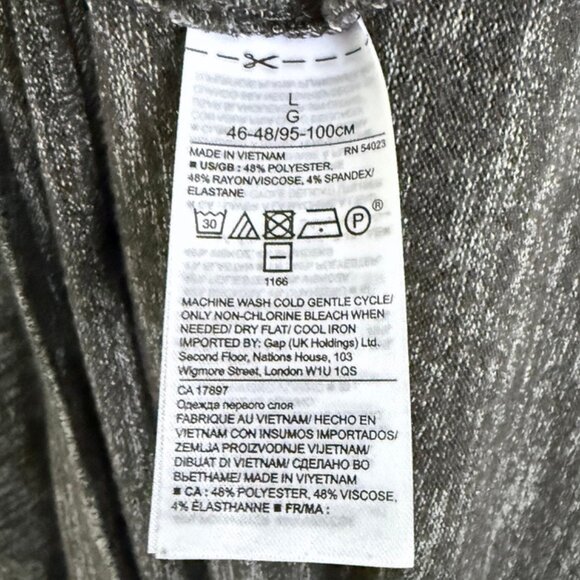 L
G
46-48/95-100CM
MADE IN VIETNAM RN 54023
■ US/GB : 48% POLYESTER,
48% RAYON/VISCOSE, 4% SPANDEX/
ELASTANE
30 P ®
1166
MACHINE WASH COLD GENTLE CYCLE/
ONLY NON-CHLORINE BLEACH WHEN
NEEDED/ DRY FLAT/ COOL IRON
IMPORTED BY: Gap (UK Holdings) Ltd.
Second Floor, Nations House, 103
Wigmore Street, London W1U 1QS
CA 17897
Одежда первого слоя
FABRIQUE AU VIETNAM/ HECHO EN
VIETNAM CON INSUMOS IMPORTADOS/
ZEMLJA PROIZVODNJE VIJETNAM/
DIBUAT DI VIETNAM/ СДЕЛАНО ВО
ВЬЕТНАМЕ/ MADE IN VIYETNAM
■ CA : 48% POLYESTER, 48% VISCOSE,
4% ÉLASTHANNE ■ FR/MA :